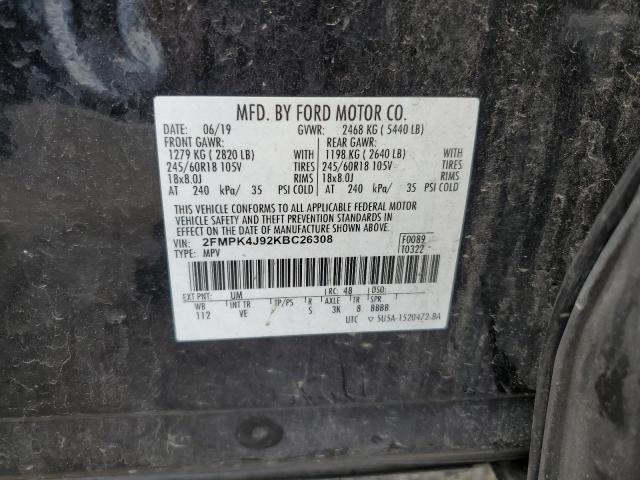 MFD. BY FORD MOTOR CO.
DATE: 06/19 GVWR: 2468 KG ( 5440 LB)
FRONT GAWR: REAR GAWR:
1279 KG ( 2820 LB) WITH 1198 KG ( 2640 LB) WITH
245/60R18 105V TIRES 245/60R18 105V TIRES
18x8.0J RIMS 18x8.0J RIMS
AT 240 kPa/ 35 PSI COLD AT 240 kPa/ 35 PSI COLD
THIS VEHICLE CONFORMS TO ALL APPLICABLE FEDERAL MOTOR
VEHICLE SAFETY AND THEFT PREVENTION STANDARDS IN
EFFECT ON THE DATE OF MANUFACTURE SHOWN ABOVE.
VIN: 2FMPK4J92KBC26308 F0089
TYPE: MPV T0322
EXT PNT: UM RC: 48 DSO:
WB INT TR TP/PS R AXLE TR SPR
112 VE S 3K 8 BBBB
UTC ▽ SU5A-1520472-BA